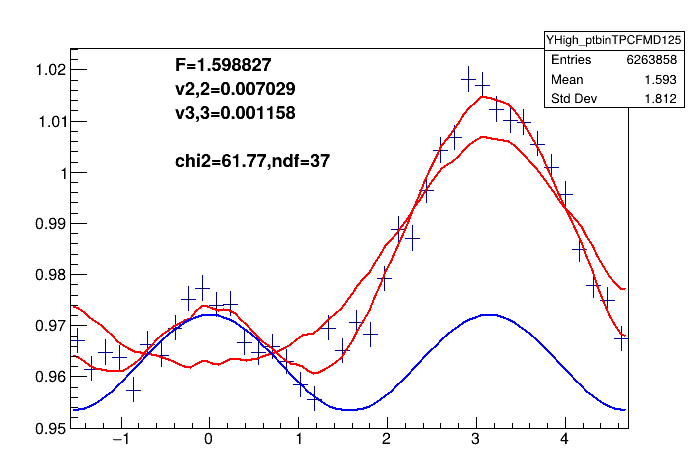 YHigh_ptbinTPCFMD125
Entries 6263858
Mean 1.593
Std Dev 1.812
F=1.598827
v2,2=0.007029
v3,3=0.001158
chi2=61.77,ndf=37
1.02
1.01
1
0.99
0.98
0.97
0.96
0.95
−1 0 1 2 3 4